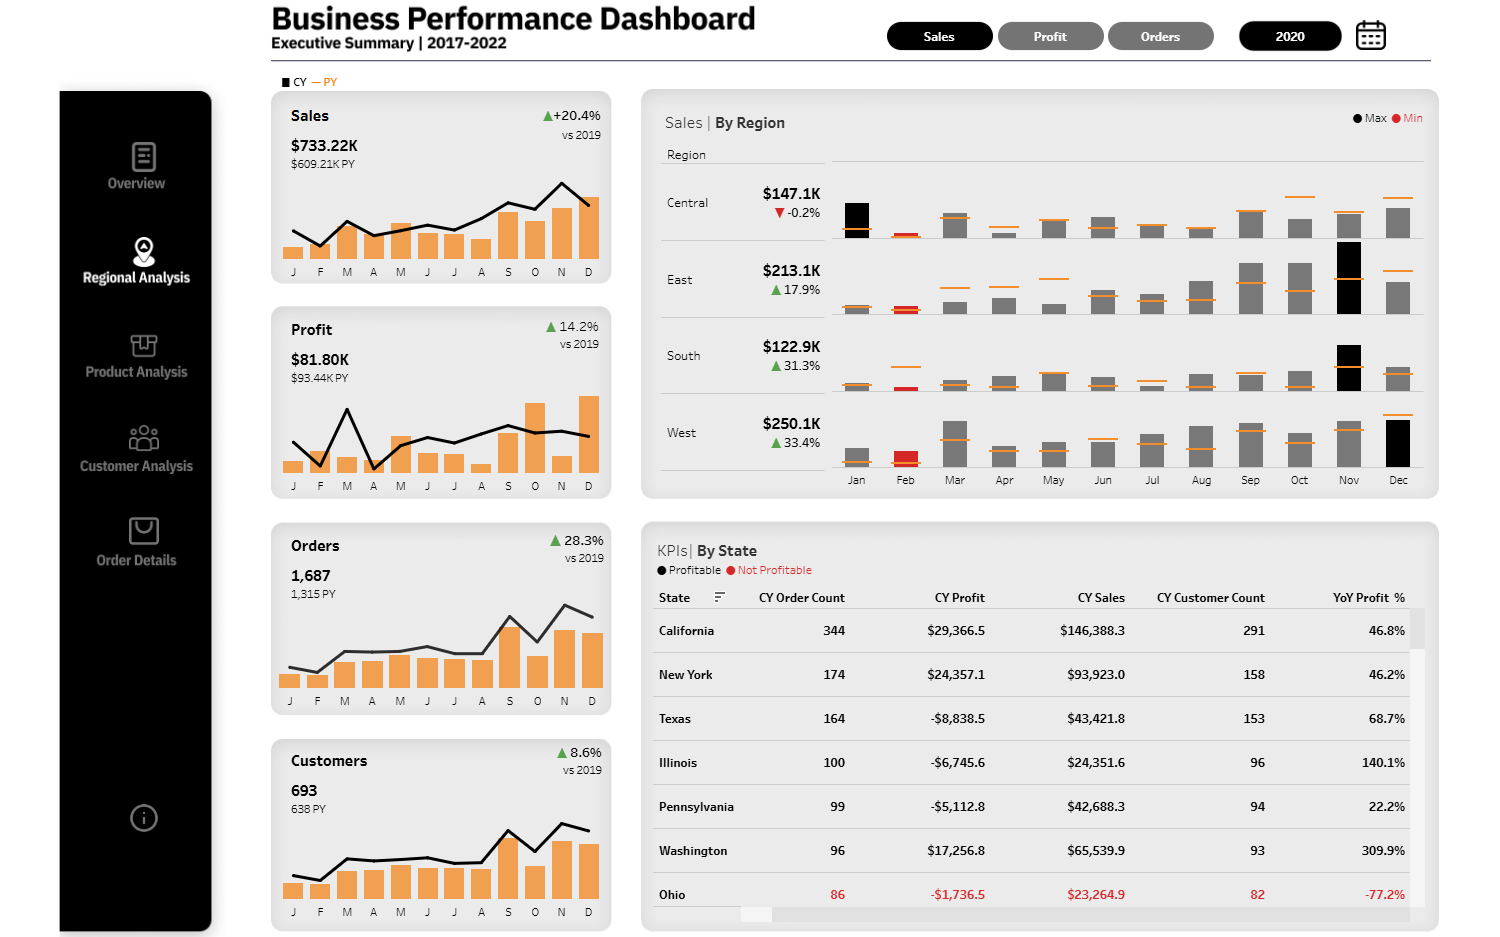 Business Performance Dashboard
Executive Summary | 2017-2022
Sales Profit Orders 2020
CY PY
Overview
Regional Analysis
Product Analysis
Customer Analysis
Order Details
Sales
+20.4%
vs 2019
$733.22K
$609.21K PY
J F M A M J J A S O N D
Profit
14.2%
vs 2019
$81.80K
$93.44K PY
J F M A M J J A S O N D
Orders
28.3%
vs 2019
1,687
1,315 PY
J F M A M J J A S O N D
Customers
8.6%
vs 2019
693
638 PY
J F M A M J J A S O N D
Sales | By Region
Max Min
Region
Central $147.1K
-0.2%
East $213.1K
17.9%
South $122.9K
31.3%
West $250.1K
33.4%
Jan Feb Mar Apr May Jun Jul Aug Sep Oct Nov Dec
KPIs| By State
Profitable Not Profitable
State CY Order Count CY Profit CY Sales CY Customer Count YoY Profit %
California 344 $29,366.5 $146,388.3 291 46.8%
New York 174 $24,357.1 $93,923.0 158 46.2%
Texas 164 -$8,838.5 $43,421.8 153 68.7%
Illinois 100 -$6,745.6 $24,351.6 96 140.1%
Pennsylvania 99 -$5,112.8 $42,688.3 94 22.2%
Washington 96 $17,256.8 $65,539.9 93 309.9%
Ohio 86 -$1,736.5 $23,264.9 82 -77.2%